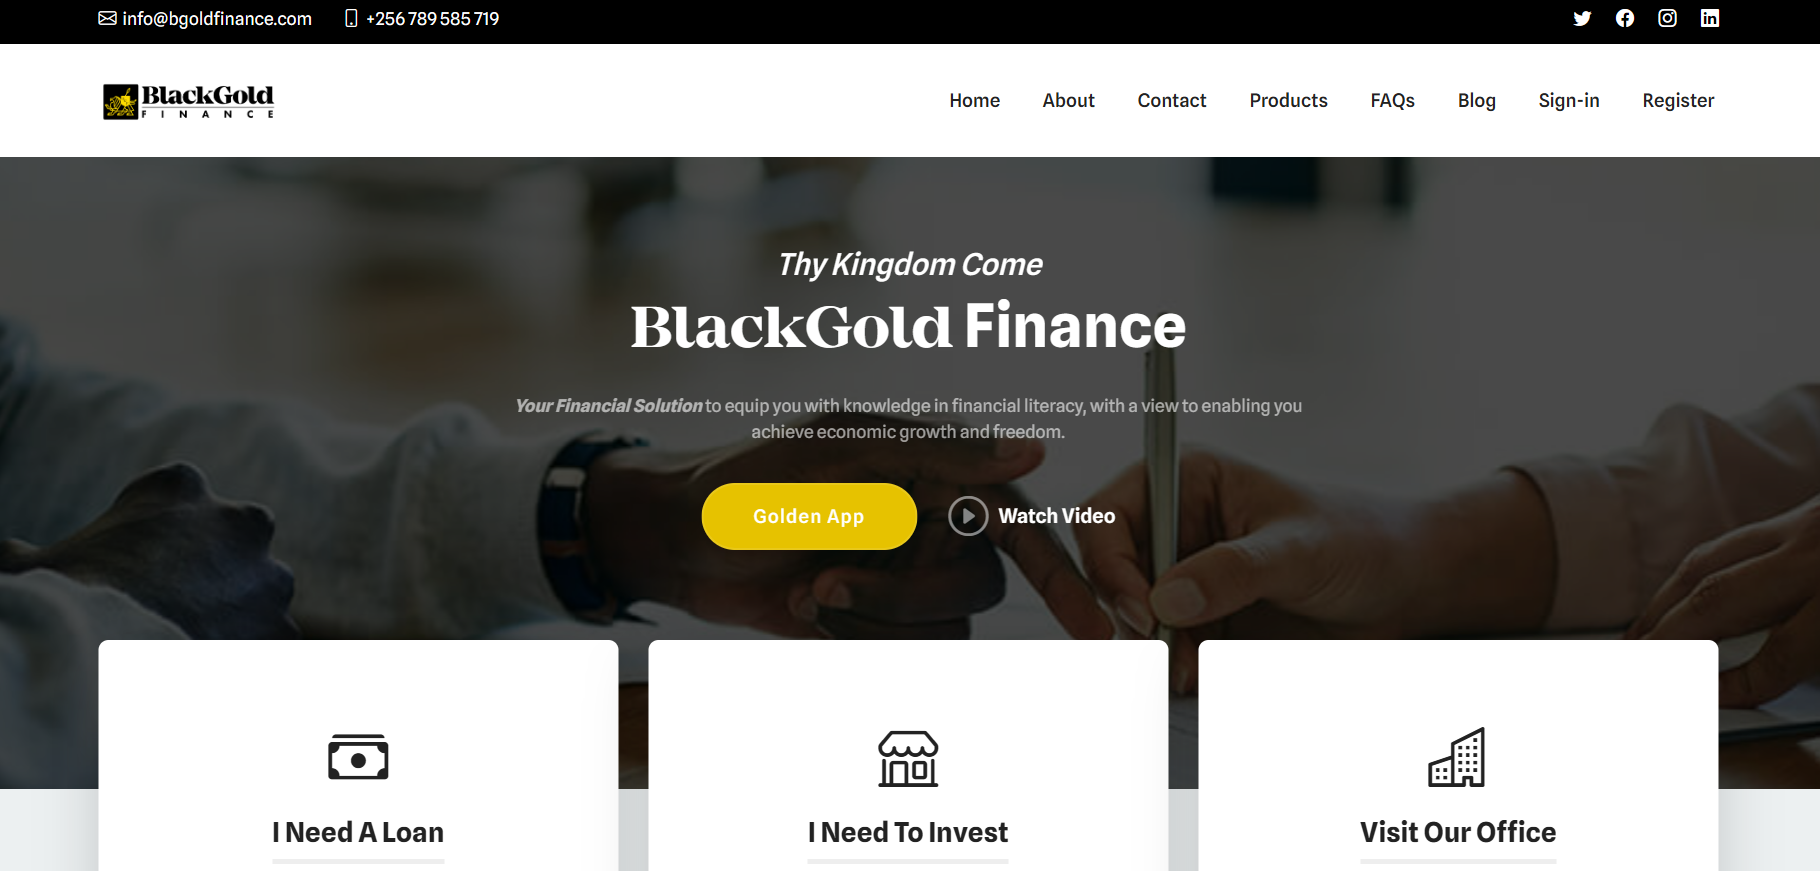 info@bgoldfinance.com
+256 789 585 719
BlackGold
FINANCE
Home
About
Contact
Products
FAQs
Blog
Sign-in
Register
Thy Kingdom Come
BlackGold Finance
Your Financial Solution to equip you with knowledge in financial literacy, with a view to enabling you
achieve economic growth and freedom.
Golden App
Watch Video
I Need A Loan
I Need To Invest
Visit Our Office